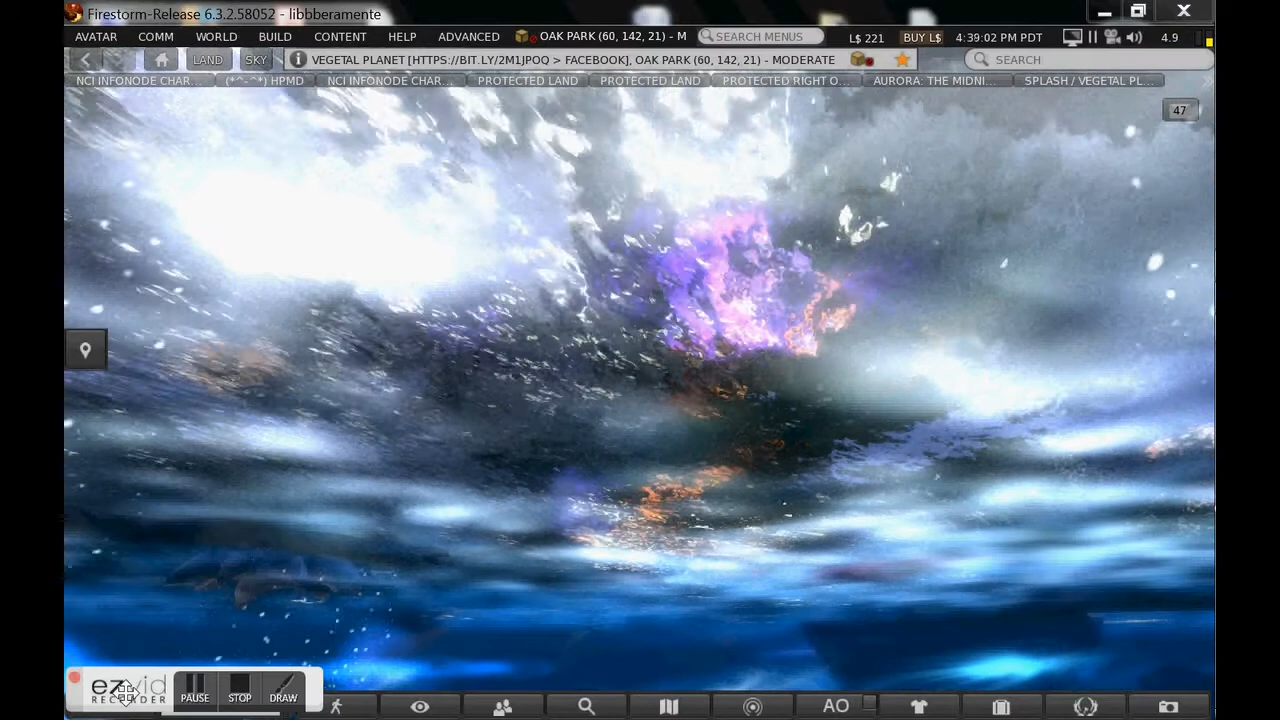 Firestorm-Release 6.3.2.58052 - libbberamente
AVATAR COMM WORLD BUILD CONTENT HELP ADVANCED OAK PARK (60, 142, 21) - M SEARCH MENUS L$ 221 BUY L$ 4:39:02 PM PDT 4.9
LAND SKY VEGETAL PLANET [HTTPS://BIT.LY/2N1JPOQ > FACEBOOK], OAK PARK (60, 142, 21) - MODERATE SEARCH
NCI INFONODE CHAR... (*^-^*) HPMD NCI INFONODE CHAR... PROTECTED LAND PROTECTED LAND PROTECTED RIGHT O... AURORA: THE MIDNI... SPLASH / VEGETAL PL...
47
ezvid RECORDER PAUSE STOP DRAW
AO